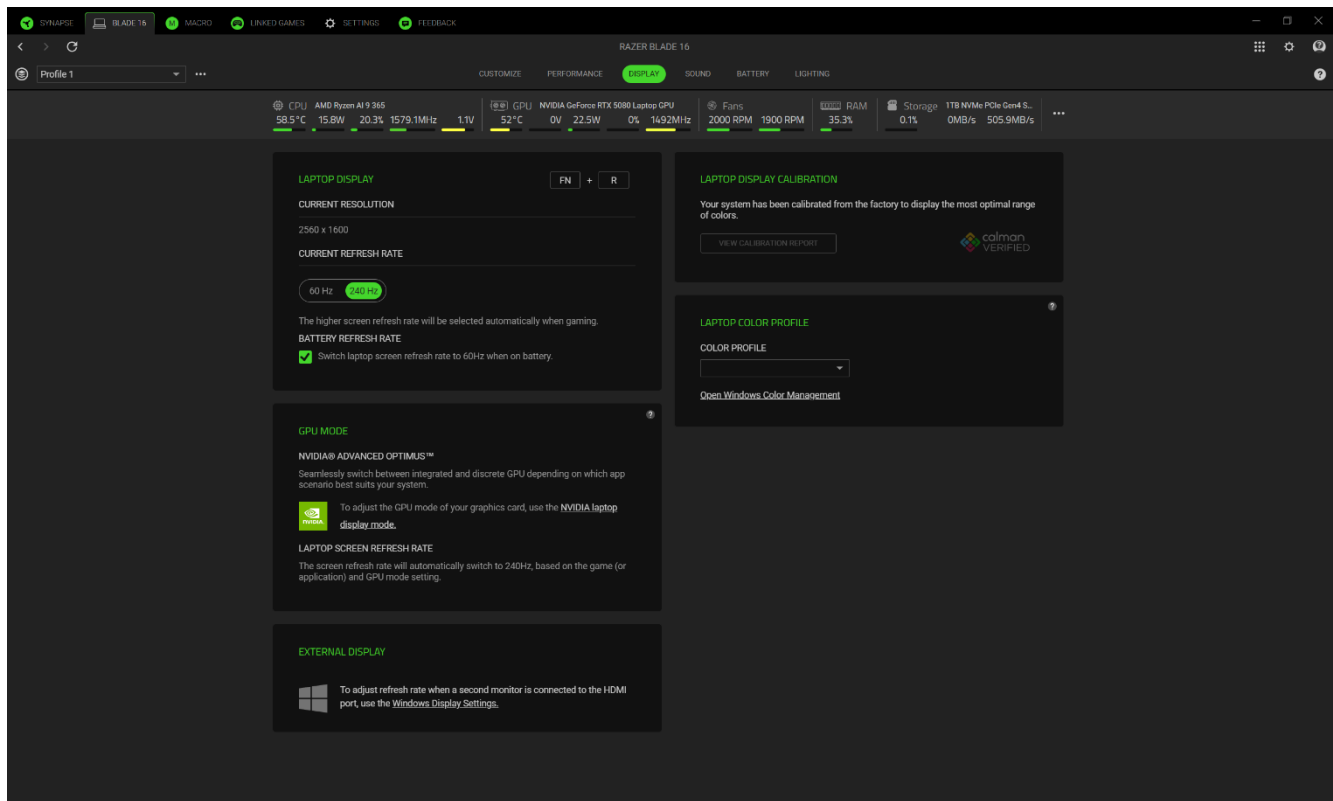 SYNAPSE BLADE 16 M MACRO LINKED GAMES SETTINGS FEEDBACK
RAZER BLADE 16
Profile 1
CUSTOMIZE PERFORMANCE DISPLAY SOUND BATTERY LIGHTING
CPU AMD Ryzen AI 9 365
58.5°C 15.8W 20.3% 1579.1MHz 1.1V
GPU NVIDIA GeForce RTX 5080 Laptop GPU
52°C 0V 22.5W 0% 1492MHz
Fans
2000 RPM 1900 RPM
RAM
35.3%
Storage 1TB NVMe PCIe Gen4 S...
0.1% 0MB/s 505.9MB/s
LAPTOP DISPLAY FN + R
CURRENT RESOLUTION
2560 x 1600
CURRENT REFRESH RATE
60 Hz 240 Hz
The higher screen refresh rate will be selected automatically when gaming.
BATTERY REFRESH RATE
Switch laptop screen refresh rate to 60Hz when on battery.
GPU MODE
NVIDIA® ADVANCED OPTIMUS™
Seamlessly switch between integrated and discrete GPU depending on which app
scenario best suits your system.
NVIDIA.
To adjust the GPU mode of your graphics card, use the NVIDIA laptop
display mode.
LAPTOP SCREEN REFRESH RATE
The screen refresh rate will automatically switch to 240Hz, based on the game (or
application) and GPU mode setting.
EXTERNAL DISPLAY
To adjust refresh rate when a second monitor is connected to the HDMI
port, use the Windows Display Settings.
LAPTOP DISPLAY CALIBRATION
Your system has been calibrated from the factory to display the most optimal range
of colors.
VIEW CALIBRATION REPORT
calman
VERIFIED
LAPTOP COLOR PROFILE
COLOR PROFILE
Open Windows Color Management